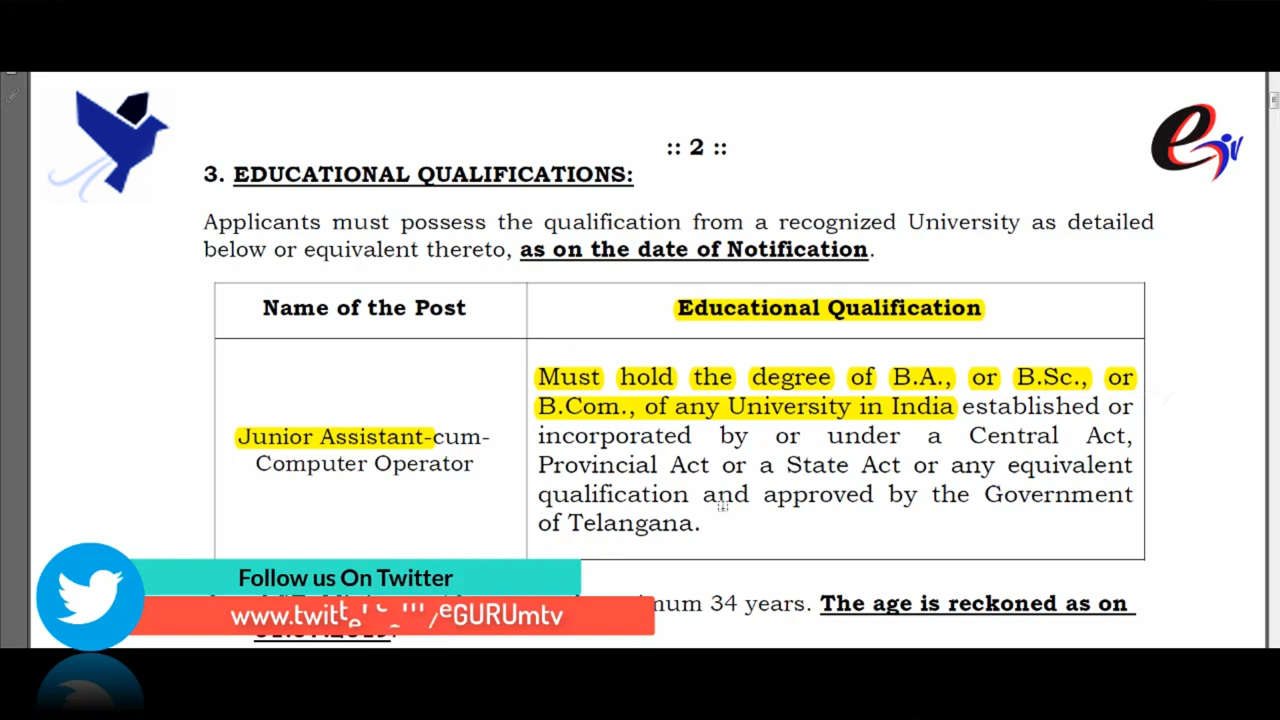 :: 2 ::
3. EDUCATIONAL QUALIFICATIONS:
Applicants must possess the qualification from a recognized University as detailed
below or equivalent thereto, as on the date of Notification.
Name of the Post
Educational Qualification
Junior Assistant-cum-
Computer Operator
Must hold the degree of B.A., or B.Sc., or
B.Com., of any University in India established or
incorporated by or under a Central Act,
Provincial Act or a State Act or any equivalent
qualification and approved by the Government
of Telangana.
Follow us On Twitter
/eGURUmtv
34 years. The age is reckoned as on